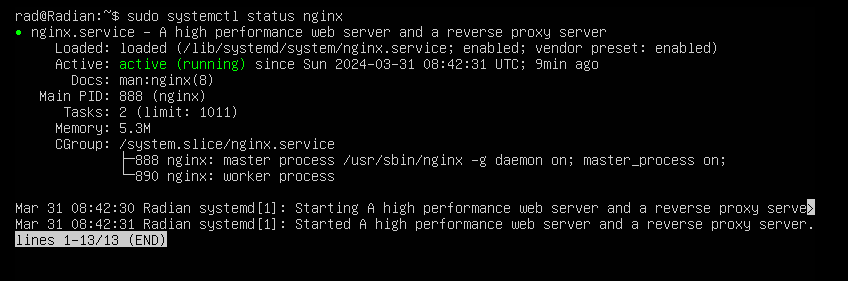 rad@Radian:~$ sudo systemctl status nginx
● nginx.service - A high performance web server and a reverse proxy server
     Loaded: loaded (/lib/systemd/system/nginx.service; enabled; vendor preset: enabled)
     Active: active (running) since Sun 2024-03-31 08:42:31 UTC; 9min ago
       Docs: man:nginx(8)
   Main PID: 888 (nginx)
      Tasks: 2 (limit: 1011)
     Memory: 5.3M
     CGroup: /system.slice/nginx.service
             ├─888 nginx: master process /usr/sbin/nginx -g daemon on; master_process on;
             └─890 nginx: worker process
Mar 31 08:42:30 Radian systemd[1]: Starting A high performance web server and a reverse proxy serve>
Mar 31 08:42:31 Radian systemd[1]: Started A high performance web server and a reverse proxy server.
lines 1-13/13 (END)